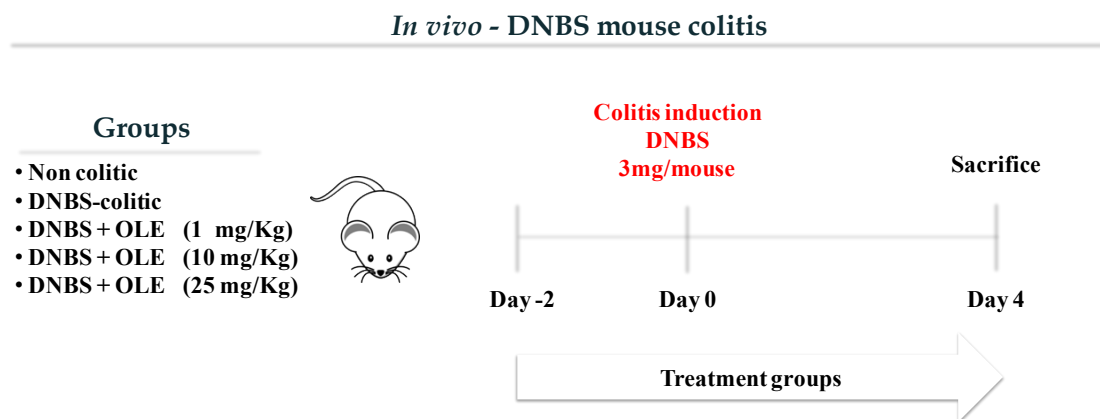 In vivo - DNBS mouse colitis
Groups
• Non colitic
• DNBS-colitic
• DNBS + OLE (1 mg/Kg)
• DNBS + OLE (10 mg/Kg)
• DNBS + OLE (25 mg/Kg)
Colitis induction
DNBS
3mg/mouse
Sacrifice
Day -2
Day 0
Day 4
Treatment groups